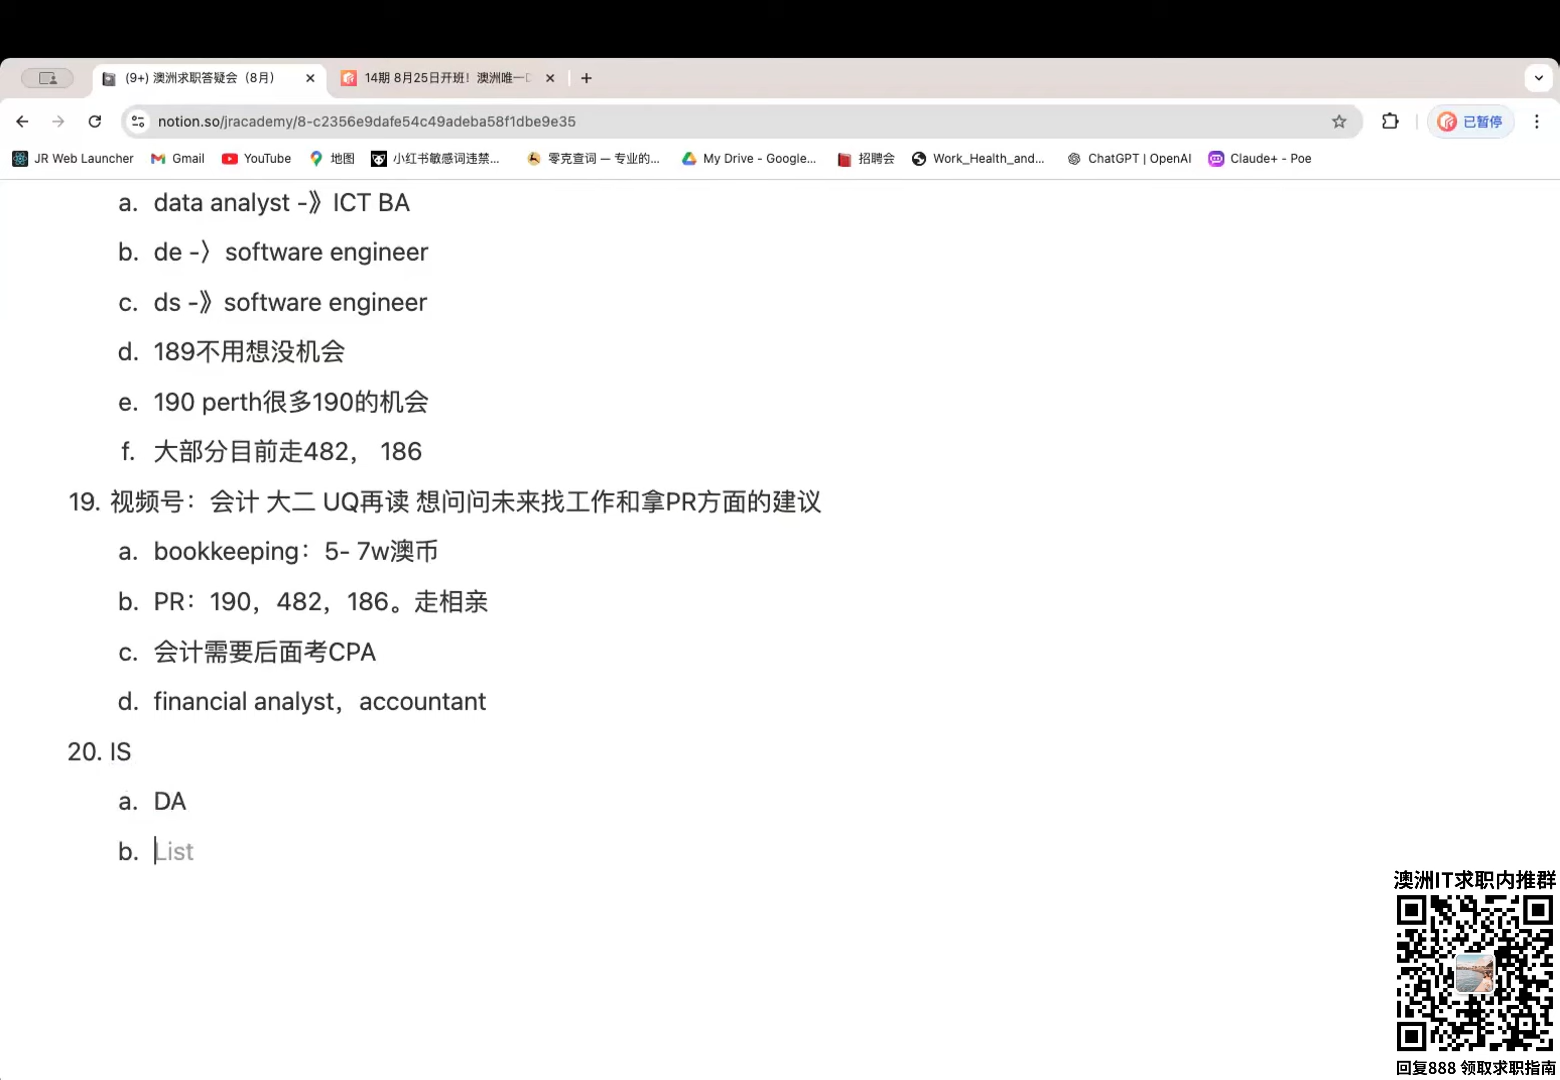 (9+) 澳洲求职答疑会（8月）
14期 8月25日开班！澳洲唯一
notion.so/jracademy/8-c2356e9dafe54c49adeba58f1dbe9e35
已暂停
JR Web Launcher
Gmail
YouTube
地图
小红书敏感词违禁...
零克查词 — 专业的...
My Drive - Google...
招聘会
Work_Health_and...
ChatGPT | OpenAI
Claude+ - Poe
a. data analyst -》ICT BA
b. de -〉software engineer
c. ds -》software engineer
d. 189不用想没机会
e. 190 perth很多190的机会
f. 大部分目前走482， 186
19. 视频号：会计 大二 UQ再读 想问问未来找工作和拿PR方面的建议
a. bookkeeping：5- 7w澳币
b. PR：190，482，186。走相亲
c. 会计需要后面考CPA
d. financial analyst，accountant
20. IS
a. DA
b. List
澳洲IT求职内推群
回复888 领取求职指南